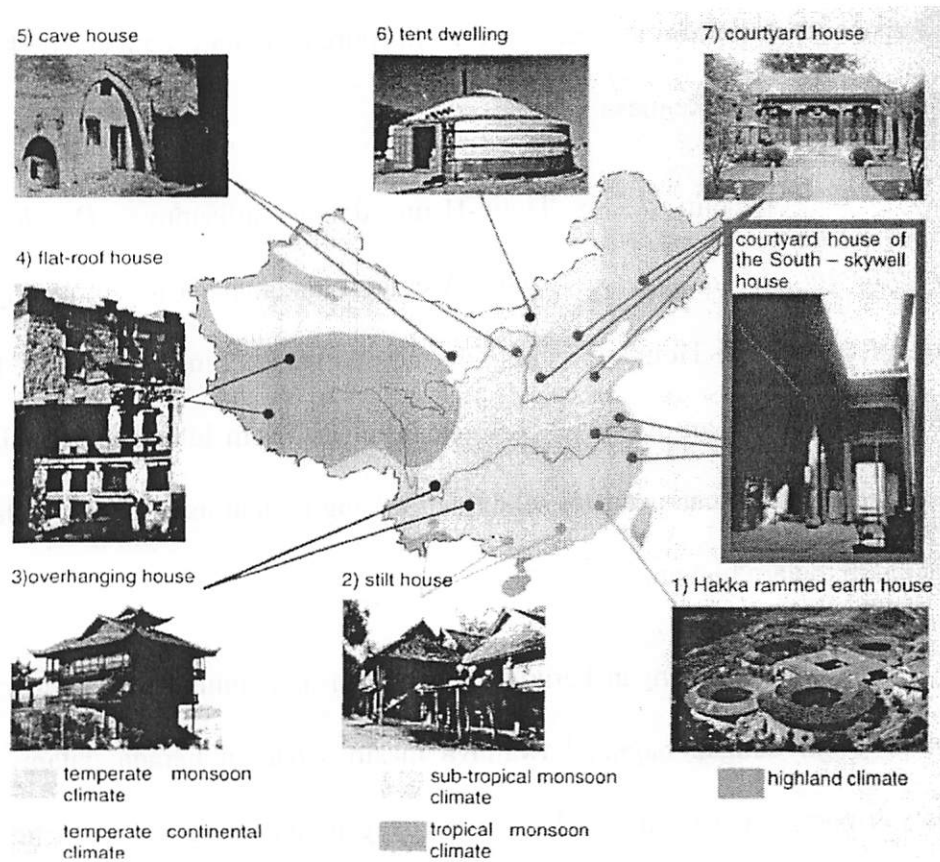 5) cave house
6) tent dwelling
7) courtyard house
courtyard house of
the South – skywell
house
4) flat-roof house
3)overhanging house
2) stilt house
1) Hakka rammed earth house
temperate monsoon
climate
sub-tropical monsoon
climate
highland climate
temperate continental
climate
tropical monsoon
climate